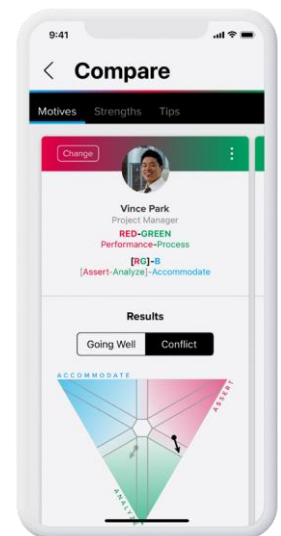 9:41
Compare
Motives Strengths Tips
Change
Vince Park
Project Manager
RED-GREEN
Performance-Process
[RG]-B
[Assert-Analyze]-Accommodate
Results
Going Well Conflict
ACCOMMODATE
ASSERT
ANALYZE